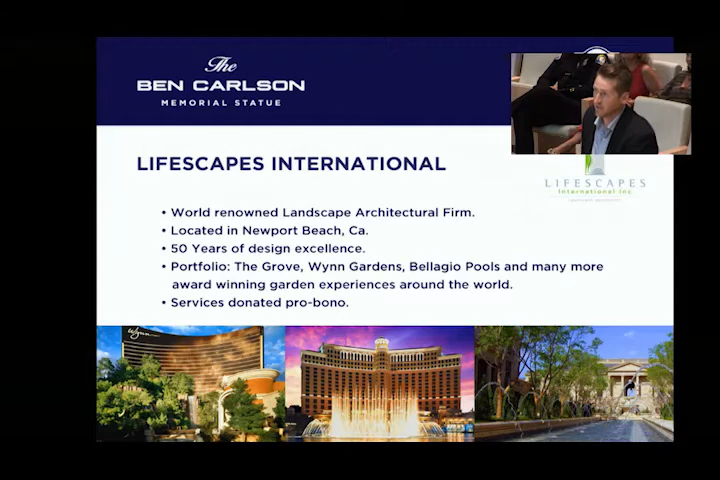 The
BEN CARLSON
MEMORIAL STATUE
LIFESCAPES INTERNATIONAL
LIFESCAPES
International Inc
• World renowned Landscape Architectural Firm.
• Located in Newport Beach, Ca.
• 50 Years of design excellence.
• Portfolio: The Grove, Wynn Gardens, Bellagio Pools and many more
award winning garden experiences around the world.
• Services donated pro-bono.
Wynn